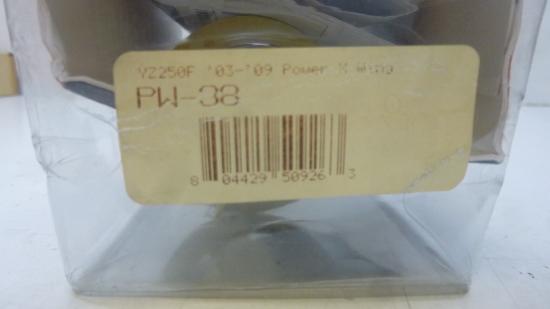 YZ250F '03-'09 Power X Wing
PW-38
8 04429 50926 3